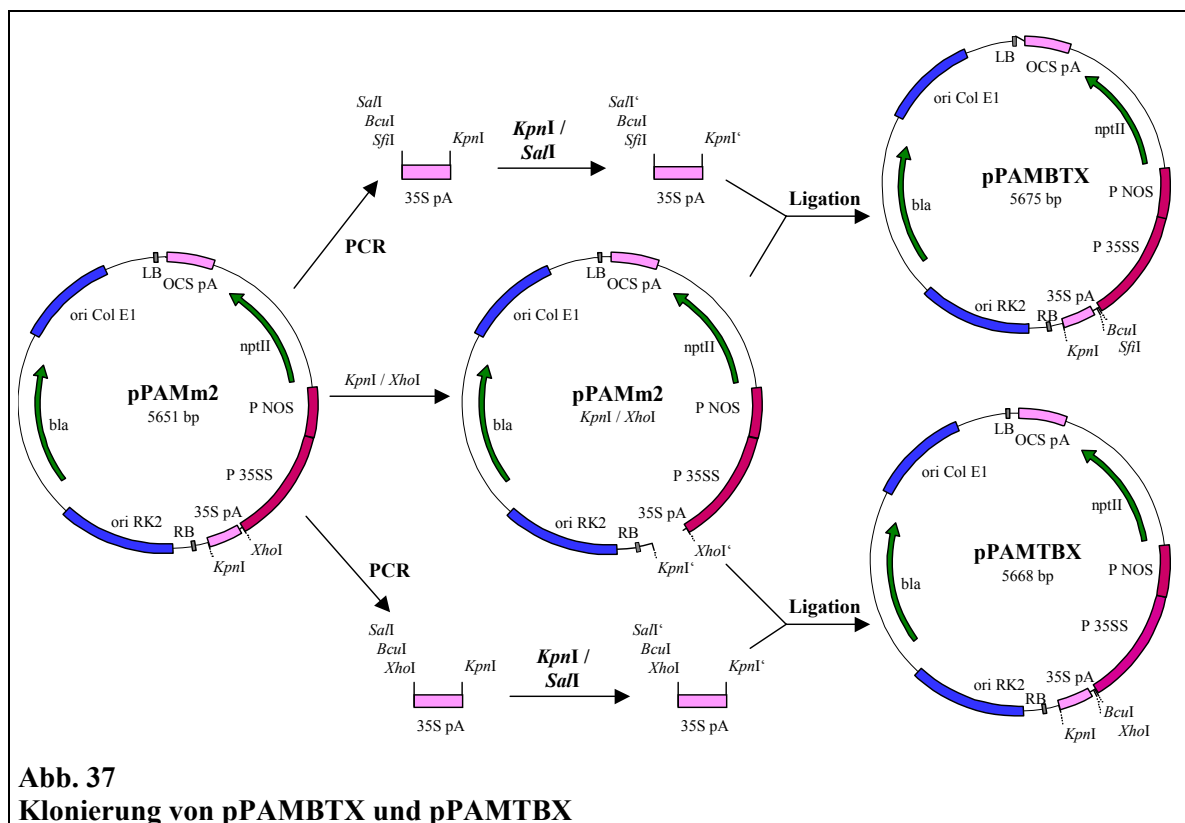 SalI
BcuI
SfiI
KpnI
35S pA
KpnI /
SalI
SalI‘
BcuI
SfiI
KpnI‘
35S pA
PCR
Ligation
LB
OCS pA
ori Col E1
nptII
pPAMBTX
5675 bp
bla
P NOS
P 35SS
ori RK2
RB
35S pA
KpnI
BcuI
SfiI
LB
OCS pA
ori Col E1
nptII
pPAMm2
5651 bp
bla
P NOS
P 35SS
ori RK2
RB
35S pA
KpnI
XhoI
KpnI / XhoI
LB
OCS pA
ori Col E1
nptII
pPAMm2
KpnI / XhoI
bla
P NOS
P 35SS
ori RK2
RB
35S pA
KpnI‘
XhoI‘
PCR
SalI
BcuI
XhoI
KpnI
35S pA
KpnI /
SalI
SalI‘
BcuI
XhoI
KpnI‘
35S pA
Ligation
LB
OCS pA
ori Col E1
nptII
pPAMTBX
5668 bp
bla
P NOS
P 35SS
ori RK2
RB
35S pA
KpnI
BcuI
XhoI
Abb. 37
Klonierung von pPAMBTX und pPAMTBX